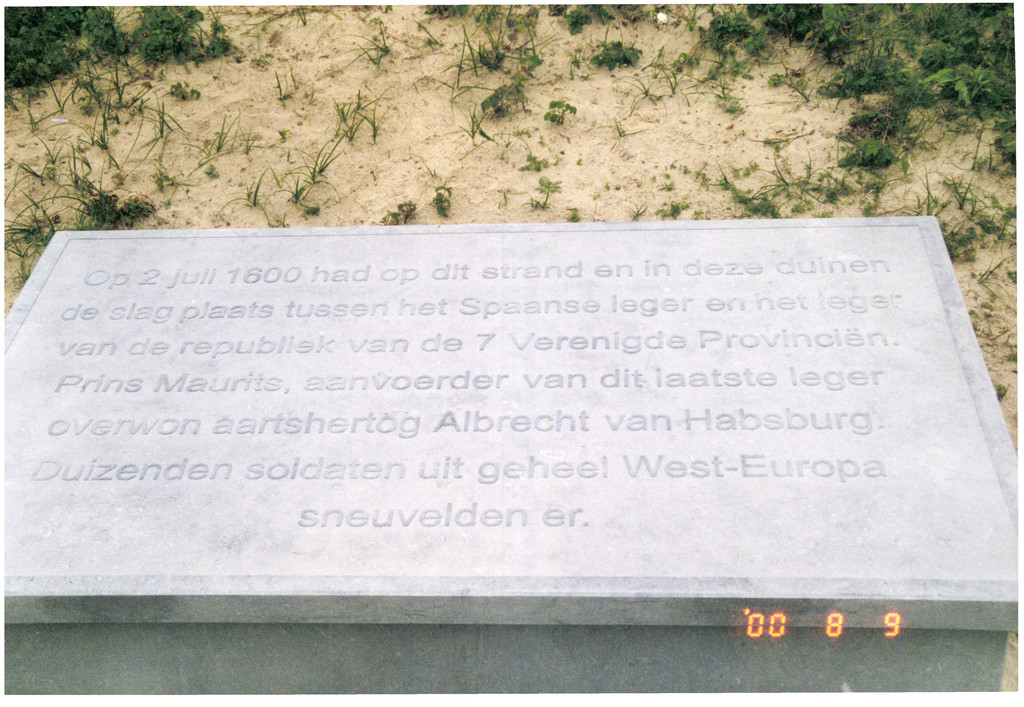 Op 2 juli 1600 had op dit strand en in deze duinen
de slag plaats tussen het Spaanse leger en het leger
van de republiek van de 7 Verenigde Provinciën.
Prins Maurits, aanvoerder van dit laatste leger
overwon aartshertog Albrecht van Habsburg.
Duizenden soldaten uit geheel West-Europa
sneuvelden er.
'00 8 9